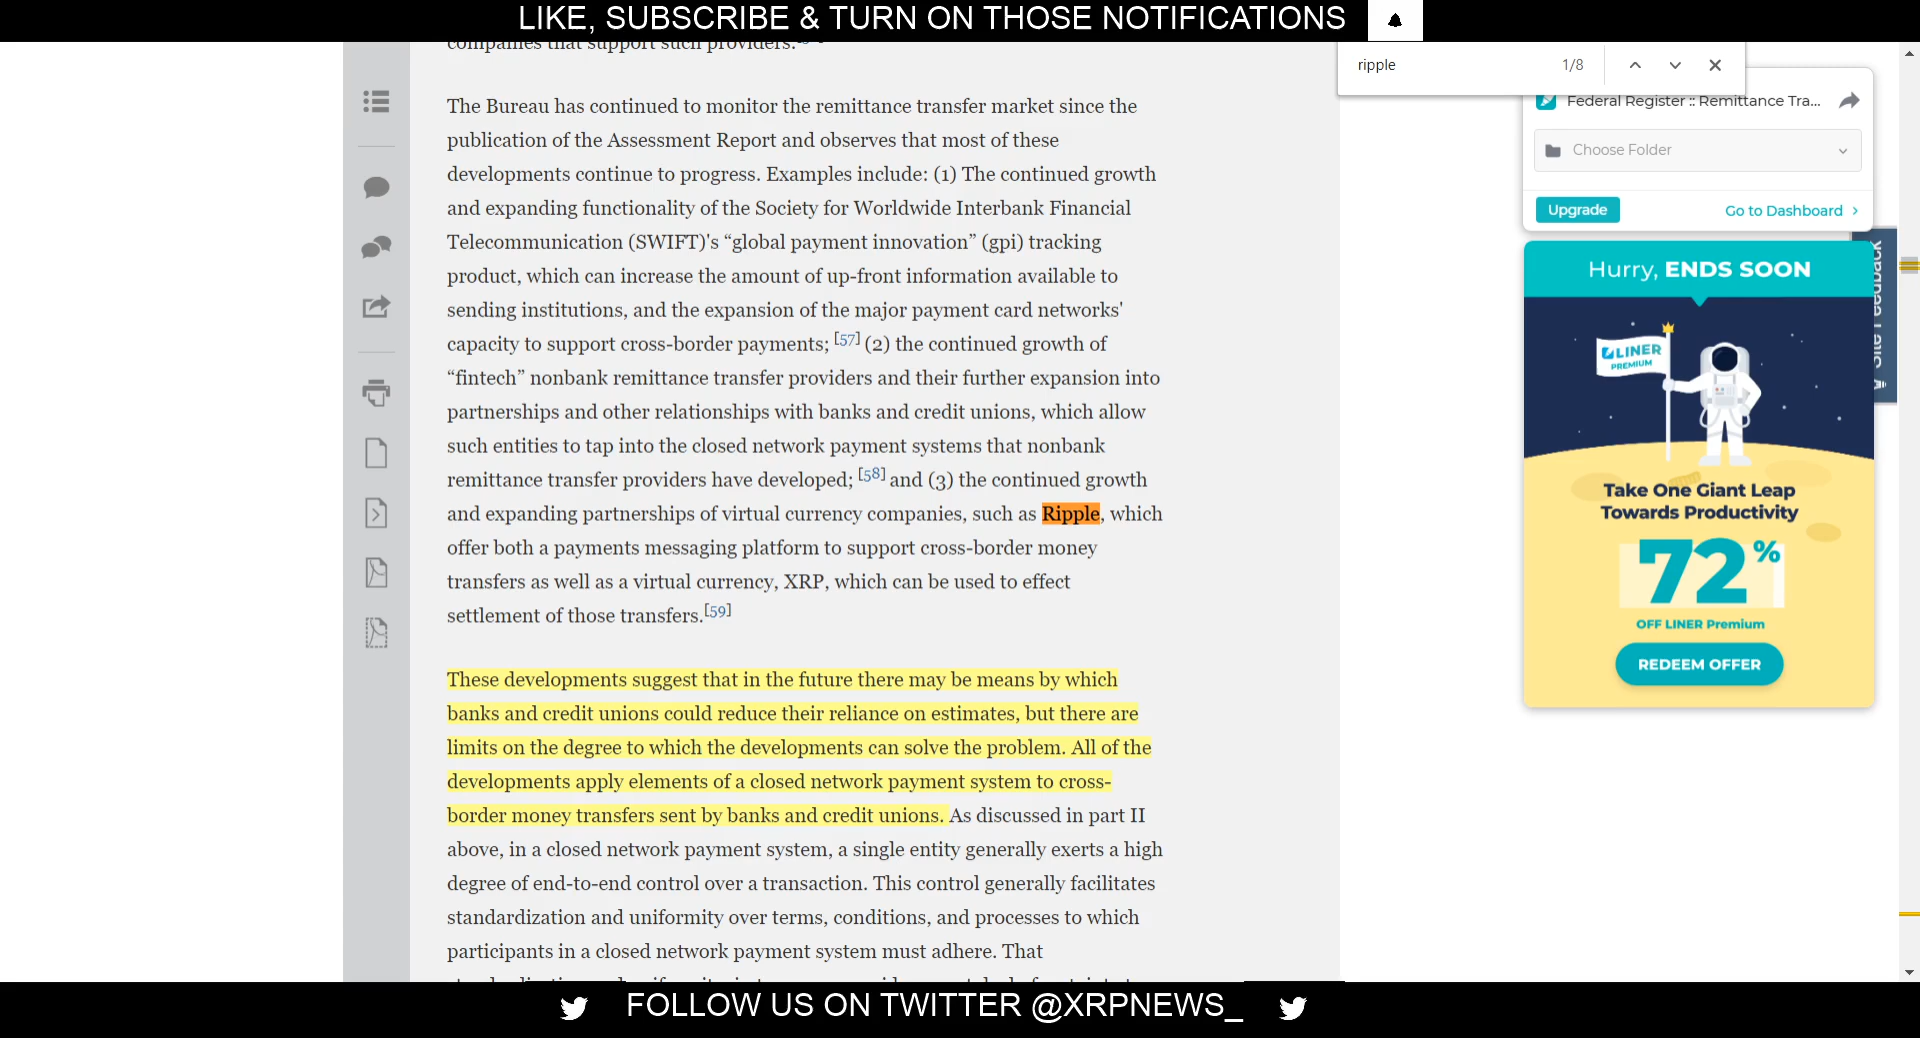 LIKE, SUBSCRIBE & TURN ON THOSE NOTIFICATIONS
companies that support such providers.
ripple
1/8
The Bureau has continued to monitor the remittance transfer market since the
publication of the Assessment Report and observes that most of these
developments continue to progress. Examples include: (1) The continued growth
and expanding functionality of the Society for Worldwide Interbank Financial
Telecommunication (SWIFT)'s “global payment innovation” (gpi) tracking
product, which can increase the amount of up-front information available to
sending institutions, and the expansion of the major payment card networks'
capacity to support cross-border payments; [57] (2) the continued growth of
“fintech” nonbank remittance transfer providers and their further expansion into
partnerships and other relationships with banks and credit unions, which allow
such entities to tap into the closed network payment systems that nonbank
remittance transfer providers have developed; [58] and (3) the continued growth
and expanding partnerships of virtual currency companies, such as Ripple, which
offer both a payments messaging platform to support cross-border money
transfers as well as a virtual currency, XRP, which can be used to effect
settlement of those transfers.[59]
These developments suggest that in the future there may be means by which
banks and credit unions could reduce their reliance on estimates, but there are
limits on the degree to which the developments can solve the problem. All of the
developments apply elements of a closed network payment system to cross-
border money transfers sent by banks and credit unions. As discussed in part II
above, in a closed network payment system, a single entity generally exerts a high
degree of end-to-end control over a transaction. This control generally facilitates
standardization and uniformity over terms, conditions, and processes to which
participants in a closed network payment system must adhere. That
Federal Register :: Remittance Tra...
Choose Folder
Upgrade
Go to Dashboard
Site Feedback
Hurry, ENDS SOON
LINER
PREMIUM
Take One Giant Leap
Towards Productivity
72%
OFF LINER Premium
REDEEM OFFER
FOLLOW US ON TWITTER @XRPNEWS_